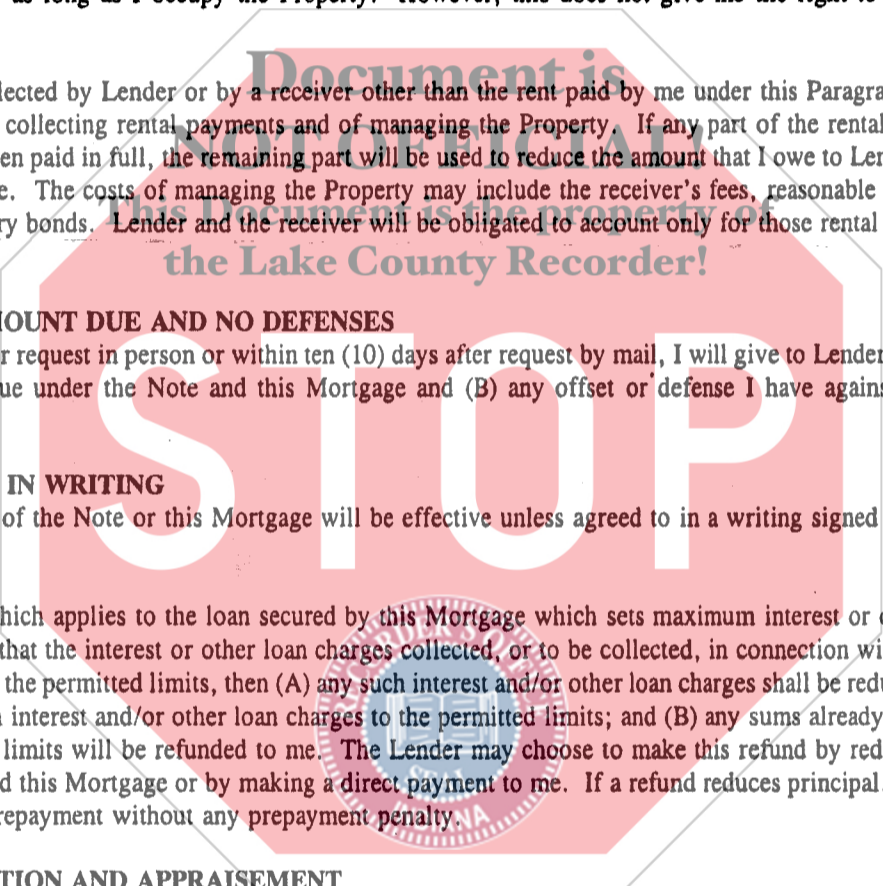 as long as I occupy the Property. However, this does not give me the right to
Document is
lected by Lender or by a receiver other than the rent paid by me under this Paragra
collecting rental payments and of managing the Property. If any part of the rental
NOT OFFICIAL!
en paid in full, the remaining part will be used to reduce the amount that I owe to Len
e. The costs of managing the Property may include the receiver's fees, reasonable
This Document is the property of
ry bonds. Lender and the receiver will be obligated to account only for those rental
the Lake County Recorder!
MOUNT DUE AND NO DEFENSES
r request in person or within ten (10) days after request by mail, I will give to Lender
ue under the Note and this Mortgage and (B) any offset or defense I have agains
STOP
IN WRITING
of the Note or this Mortgage will be effective unless agreed to in a writing signed
hich applies to the loan secured by this Mortgage which sets maximum interest or
that the interest or other loan charges collected, or to be collected, in connection wi
the permitted limits, then (A) any such interest and/or other loan charges shall be redu
interest and/or other loan charges to the permitted limits; and (B) any sums already
limits will be refunded to me. The Lender may choose to make this refund by red
d this Mortgage or by making a direct payment to me. If a refund reduces principal
repayment without any prepayment penalty.
RECORDER'S OFFICE
SEAL
INDIANA
TION AND APPRAISEMENT